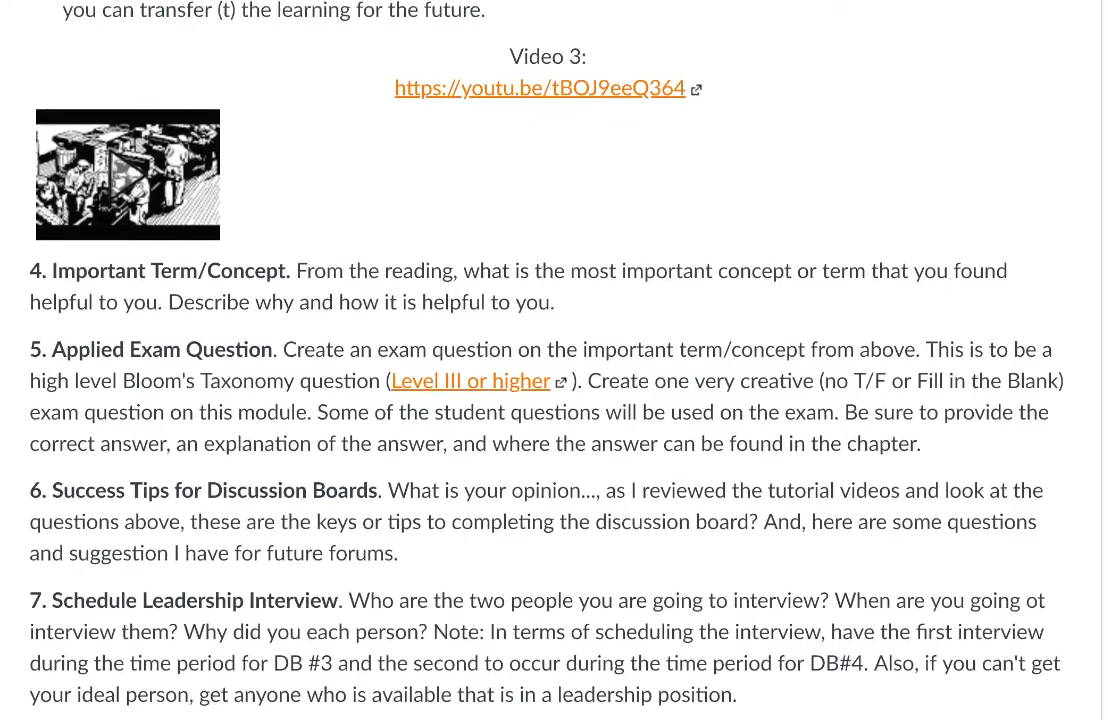 you can transfer (t) the learning for the future.
Video 3:
https://youtu.be/tBOJ9eeQ364
4. Important Term/Concept. From the reading, what is the most important concept or term that you found
helpful to you. Describe why and how it is helpful to you.
5. Applied Exam Question. Create an exam question on the important term/concept from above. This is to be a
high level Bloom's Taxonomy question (Level III or higher ). Create one very creative (no T/F or Fill in the Blank)
exam question on this module. Some of the student questions will be used on the exam. Be sure to provide the
correct answer, an explanation of the answer, and where the answer can be found in the chapter.
6. Success Tips for Discussion Boards. What is your opinion..., as I reviewed the tutorial videos and look at the
questions above, these are the keys or tips to completing the discussion board? And, here are some questions
and suggestion I have for future forums.
7. Schedule Leadership Interview. Who are the two people you are going to interview? When are you going ot
interview them? Why did you each person? Note: In terms of scheduling the interview, have the first interview
during the time period for DB #3 and the second to occur during the time period for DB#4. Also, if you can't get
your ideal person, get anyone who is available that is in a leadership position.